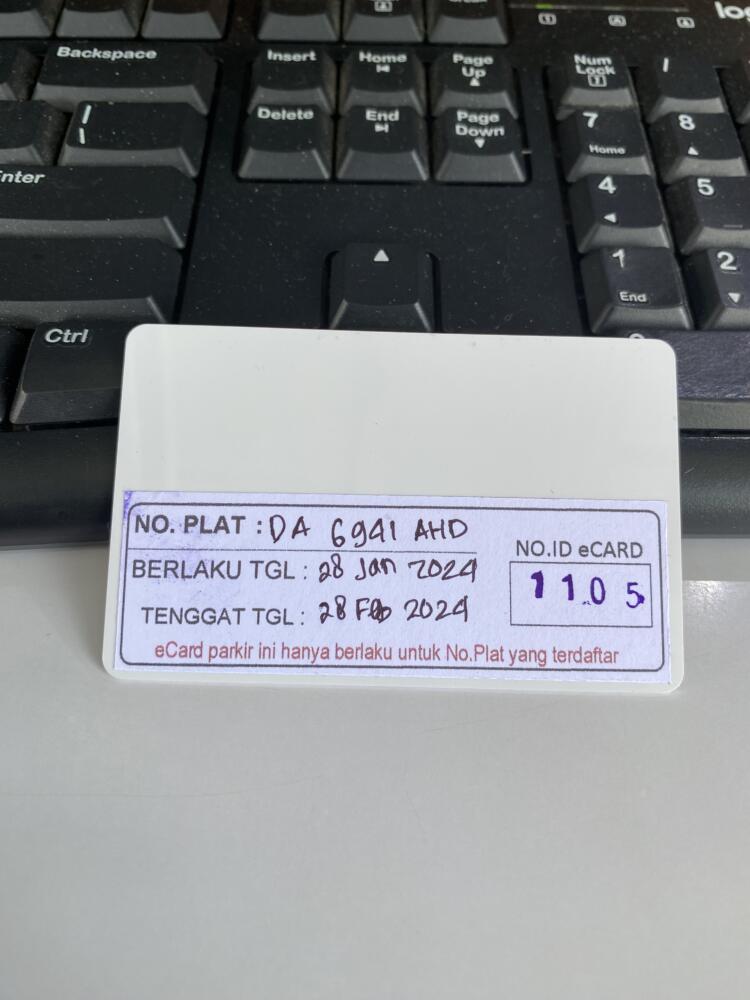 log
1 A
Backspace Insert Home Page Up Num Lock /
Delete End Page Down 7 Home 8
Enter 4 5
1 End 2
Ctrl
NO. PLAT : DA 6941 AHD
BERLAKU TGL : 28 Jan 2024
TENGGAT TGL : 28 Feb 2024
NO.ID eCARD
1105
eCard parkir ini hanya berlaku untuk No.Plat yang terdaftar